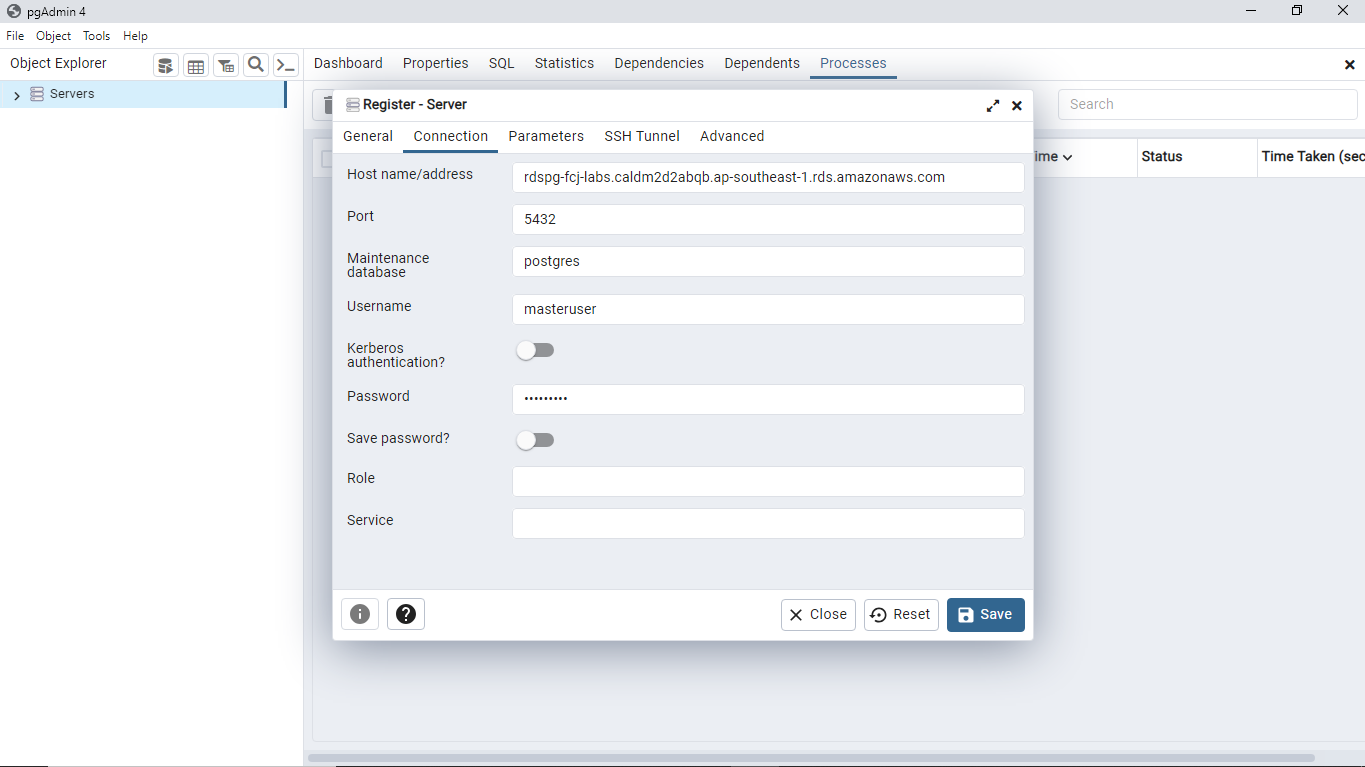 pgAdmin 4
File Object Tools Help
Object Explorer
Dashboard Properties SQL Statistics Dependencies Dependents Processes
Servers
Register - Server
Search
General Connection Parameters SSH Tunnel Advanced
ime Status Time Taken (sec
Host name/address rdspg-fcj-labs.caldm2d2abqb.ap-southeast-1.rds.amazonaws.com
Port 5432
Maintenance
database postgres
Username masteruser
Kerberos
authentication?
Password •••••••••
Save password?
Role
Service
Close Reset Save